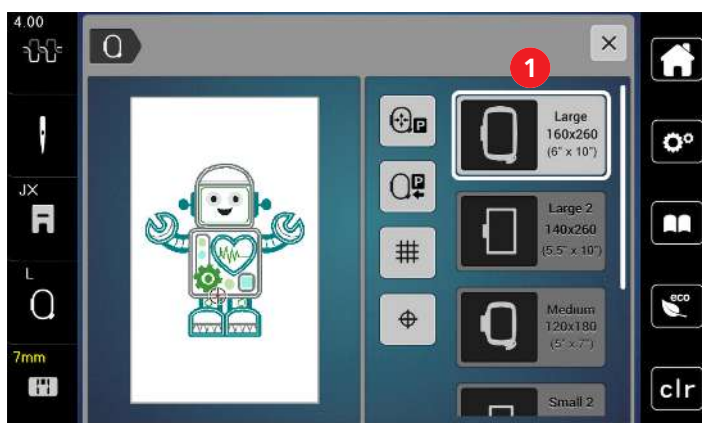 4.00
1
JX
L
7mm
P
P
Large
160x260
(6" x 10")
Large 2
140x260
(5.5" x 10")
Medium
120x180
(5" x 7")
Small 2
eco
clr